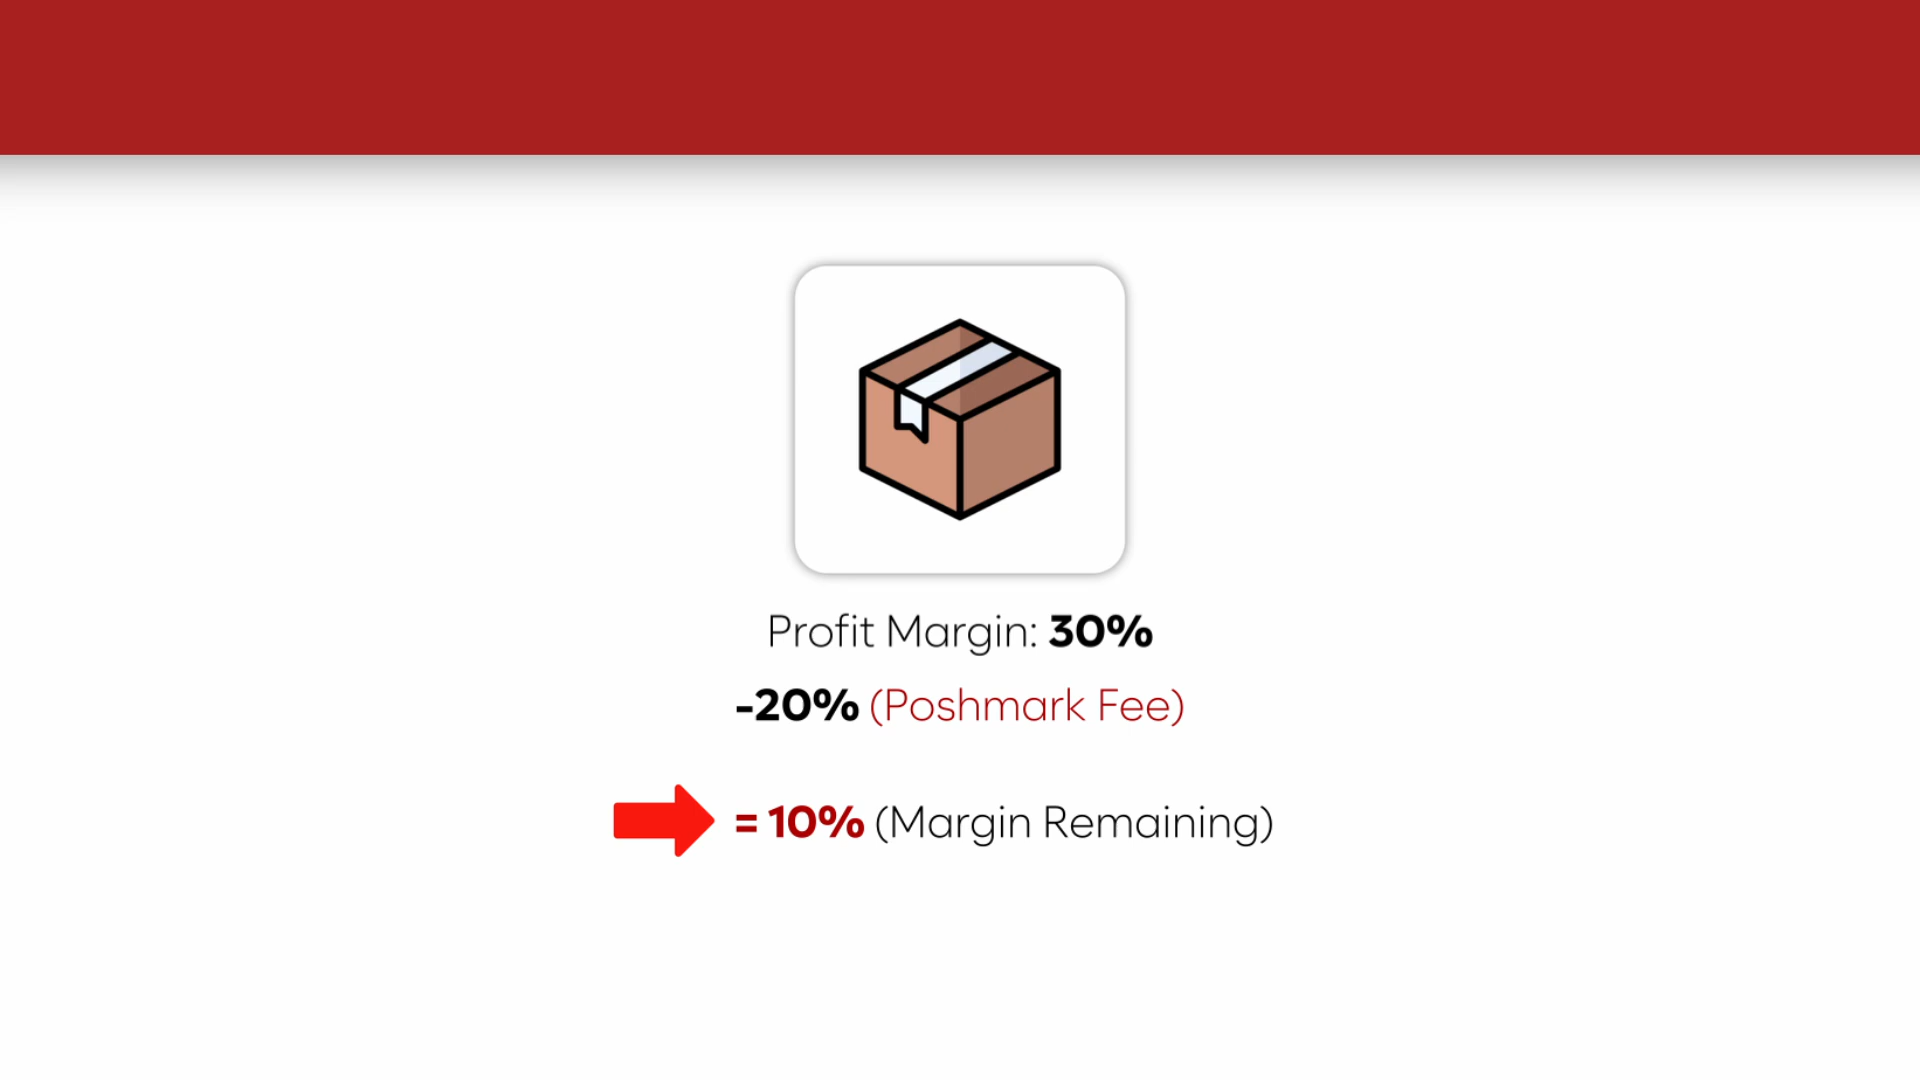 Profit Margin: 30%
-20% (Poshmark Fee)
= 10% (Margin Remaining)